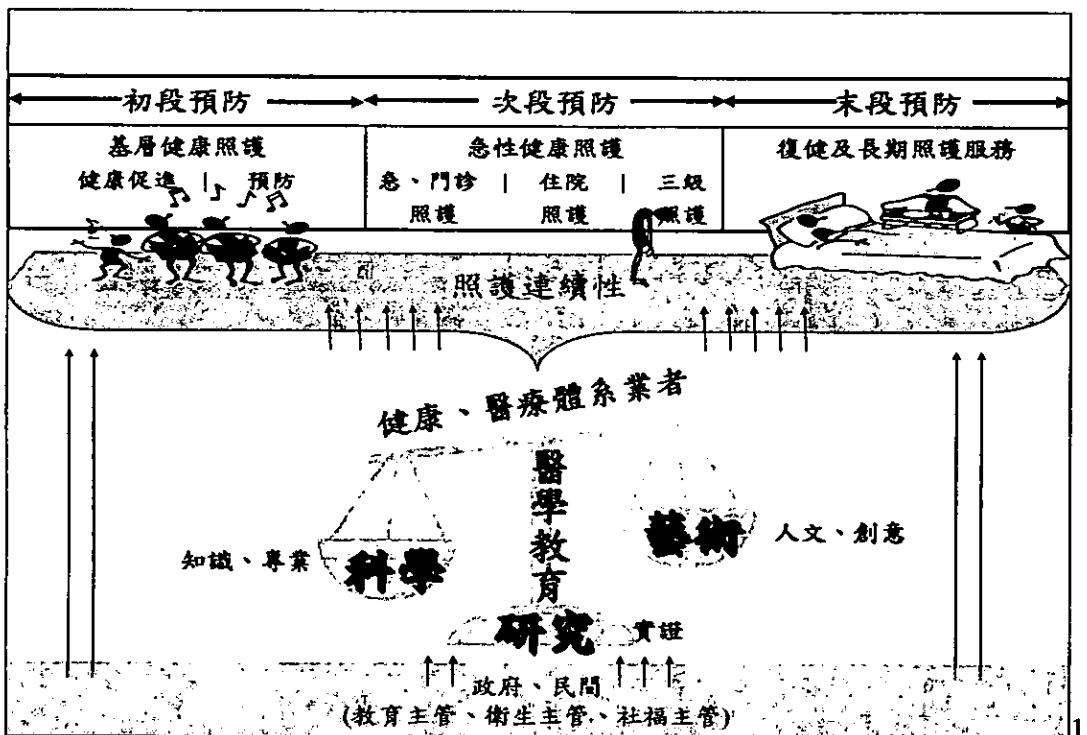 初段預防 次段預防 末段預防
基層健康照護 急性健康照護 復健及長期照護服務
健康促進 | 預防 急、門診 | 住院 | 三級
照護 照護 照護
照護連續性
健康、醫療體系業者
醫學教育
知識、專業 科學 藝術 人文、創意
研究 實證
政府、民間
(教育主管、衛生主管、社福主管)
1